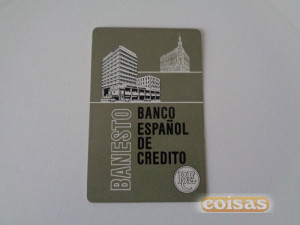 BANESTO
BANCO
ESPAÑOL
DE
CREDITO
coisas